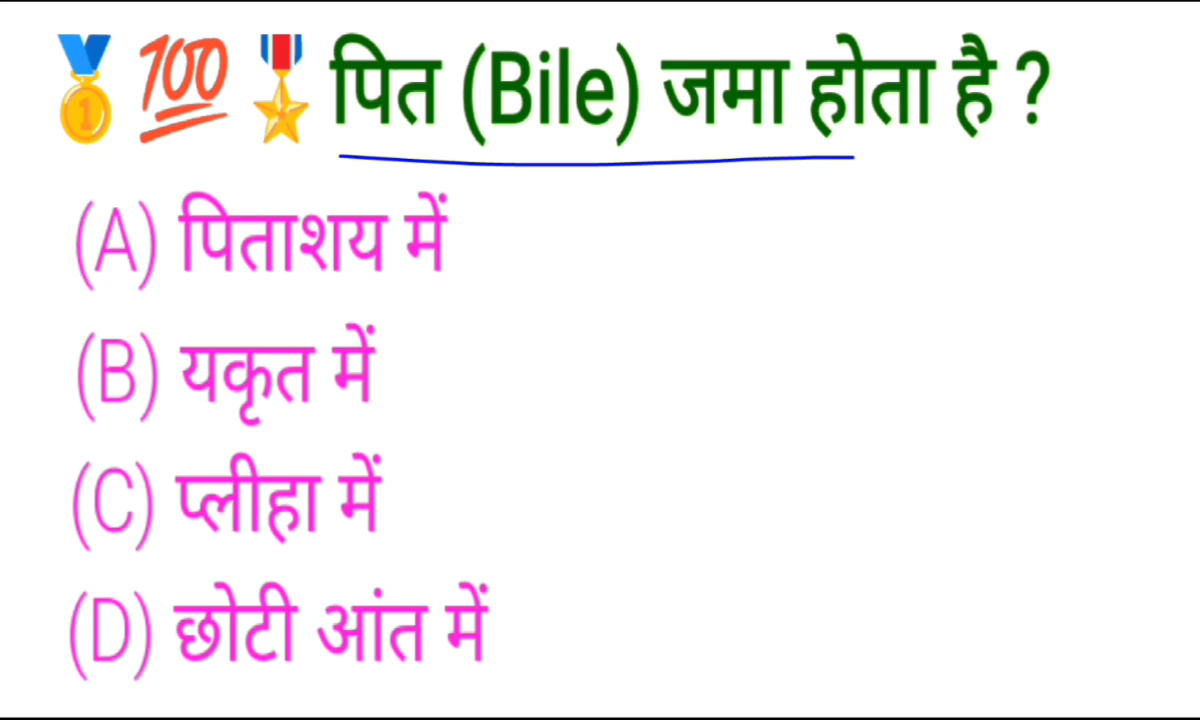 🥇💯🎖️पित (Bile) जमा होता है ?
(A) पिताशय में
(B) यकृत में
(C) प्लीहा में
(D) छोटी आंत में